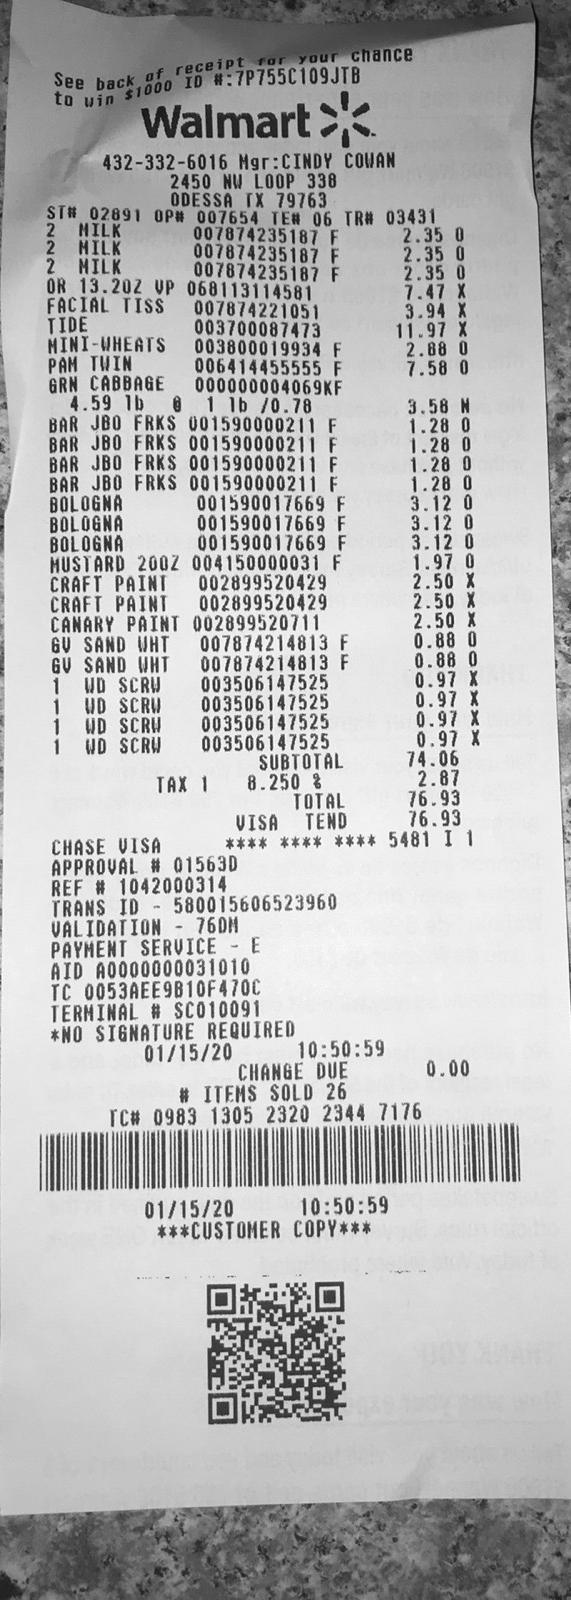 See back of receipt for your chance
to win $1000 ID #:7P755C109JTB
Walmart
432-332-6016 Mgr:CINDY COWAN
2450 NW LOOP 338
ODESSA TX 79763
ST# 02891 OP# 007654 TE# 06 TR# 03431
2 MILK 007874235187 F 2.35 O
2 MILK 007874235187 F 2.35 O
2 MILK 007874235187 F 2.35 O
OR 13.2OZ VP 068113114581 7.47 X
FACIAL TISS 007874221051 3.94 X
TIDE 003700087473 11.97 X
MINI-WHEATS 003800019934 F 2.88 O
PAM TWIN 006414455555 F 7.58 O
GRN CABBAGE 000000004069KF
4.59 lb @ 1 lb /0.78 3.58 N
BAR JBO FRKS 001590000211 F 1.28 O
BAR JBO FRKS 001590000211 F 1.28 O
BAR JBO FRKS 001590000211 F 1.28 O
BAR JBO FRKS 001590000211 F 1.28 O
BOLOGNA 001590017669 F 3.12 O
BOLOGNA 001590017669 F 3.12 O
BOLOGNA 001590017669 F 3.12 O
MUSTARD 20OZ 004150000031 F 1.97 O
CRAFT PAINT 002899520429 2.50 X
CRAFT PAINT 002899520429 2.50 X
CANARY PAINT 002899520711 2.50 X
GV SAND WHT 007874214813 F 0.88 O
GV SAND WHT 007874214813 F 0.88 O
1 WD SCRW 003506147525 0.97 X
1 WD SCRW 003506147525 0.97 X
1 WD SCRW 003506147525 0.97 X
1 WD SCRW 003506147525 0.97 X
SUBTOTAL 74.06
TAX 1 8.250 % 2.87
TOTAL 76.93
VISA TEND 76.93
CHASE VISA **** **** **** 5481 I 1
APPROVAL # 01563D
REF # 1042000314
TRANS ID - 580015606523960
VALIDATION - 76DM
PAYMENT SERVICE - E
AID A0000000031010
TC 0053AEE9B10F470C
TERMINAL # SC010091
*NO SIGNATURE REQUIRED
01/15/20 10:50:59
CHANGE DUE 0.00
# ITEMS SOLD 26
TC# 0983 1305 2320 2344 7176
01/15/20 10:50:59
***CUSTOMER COPY***